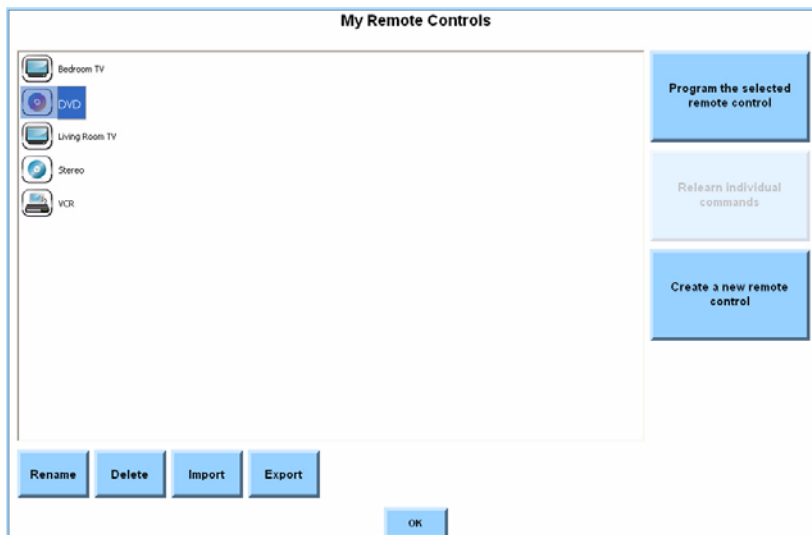 My Remote Controls
Bedroom TV
DVD
Living Room TV
Stereo
VCR
Program the selected
remote control
Relearn individual
commands
Create a new remote
control
Rename
Delete
Import
Export
OK